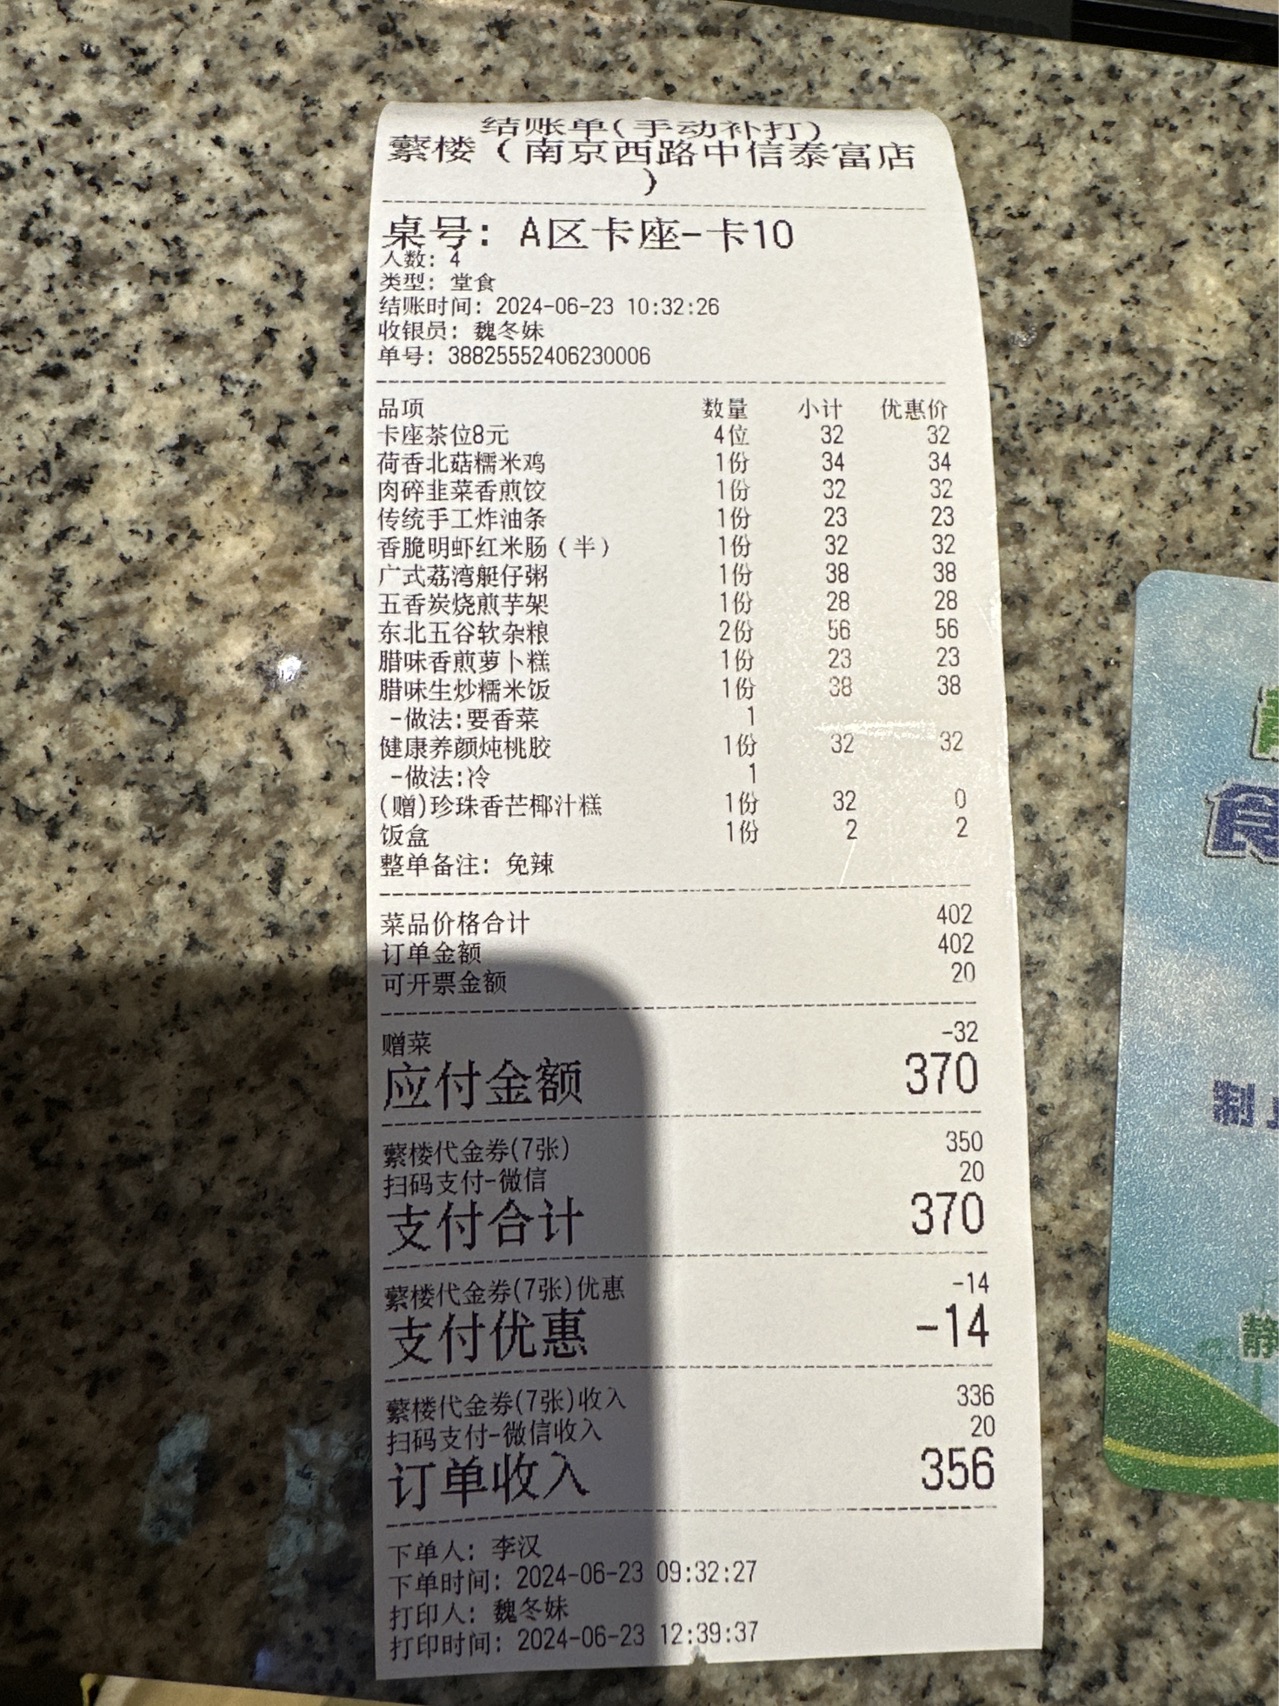 结账单(手动补打)
蘩楼（南京西路中信泰富店
）
桌号: A区卡座-卡10
人数: 4
类型: 堂食
结账时间: 2024-06-23 10:32:26
收银员: 魏冬妹
单号: 38825552406230006
品项 数量 小计 优惠价
卡座茶位8元 4位 32 32
荷香北菇糯米鸡 1份 34 34
肉碎韭菜香煎饺 1份 32 32
传统手工炸油条 1份 23 23
香脆明虾红米肠（半） 1份 32 32
广式荔湾艇仔粥 1份 38 38
五香炭烧煎芋架 1份 28 28
东北五谷软杂粮 2份 56 56
腊味香煎萝卜糕 1份 23 23
腊味生炒糯米饭 1份 38 38
-做法:要香菜 1
健康养颜炖桃胶 1份 32 32
-做法:冷 1
(赠)珍珠香芒椰汁糕 1份 32 0
饭盒 1份 2 2
整单备注: 免辣
菜品价格合计 402
订单金额 402
可开票金额 20
赠菜 -32
应付金额 370
蘩楼代金券(7张) 350
扫码支付-微信 20
支付合计 370
蘩楼代金券(7张)优惠 -14
支付优惠 -14
蘩楼代金券(7张)收入 336
扫码支付-微信收入 20
订单收入 356
下单人: 李汉
下单时间: 2024-06-23 09:32:27
打印人: 魏冬妹
打印时间: 2024-06-23 12:39:37
食
制
静